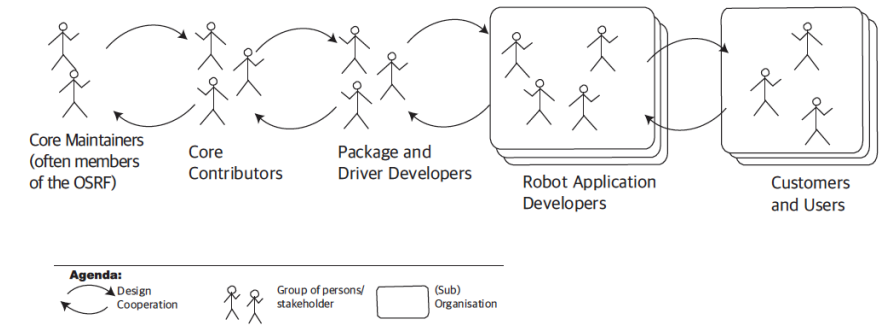 Core Maintainers
(often members
of the OSRF)
Core
Contributors
Package and
Driver Developers
Robot Application
Developers
Customers
and Users
Agenda:
Design
Cooperation
Group of persons/
stakeholder
(Sub)
Organisation